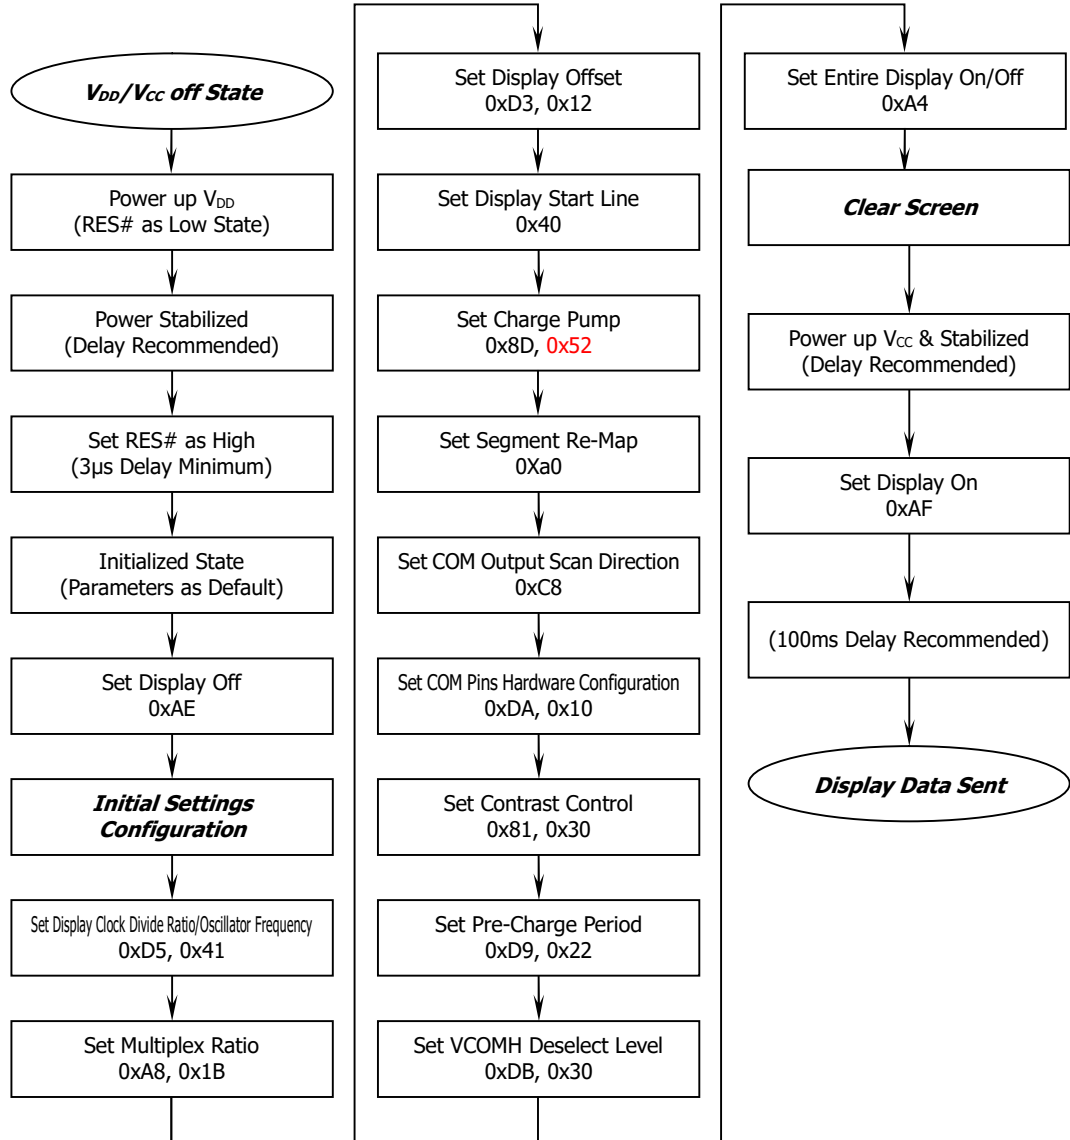 VDD/VCC off State
Power up VDD
(RES# as Low State)
Power Stabilized
(Delay Recommended)
Set RES# as High
(3μs Delay Minimum)
Initialized State
(Parameters as Default)
Set Display Off
0xAE
Initial Settings
Configuration
Set Display Clock Divide Ratio/Oscillator Frequency
0xD5, 0x41
Set Multiplex Ratio
0xA8, 0x1B
Set Display Offset
0xD3, 0x12
Set Display Start Line
0x40
Set Charge Pump
0x8D, 0x52
Set Segment Re-Map
0Xa0
Set COM Output Scan Direction
0xC8
Set COM Pins Hardware Configuration
0xDA, 0x10
Set Contrast Control
0x81, 0x30
Set Pre-Charge Period
0xD9, 0x22
Set VCOMH Deselect Level
0xDB, 0x30
Set Entire Display On/Off
0xA4
Clear Screen
Power up VCC & Stabilized
(Delay Recommended)
Set Display On
0xAF
(100ms Delay Recommended)
Display Data Sent